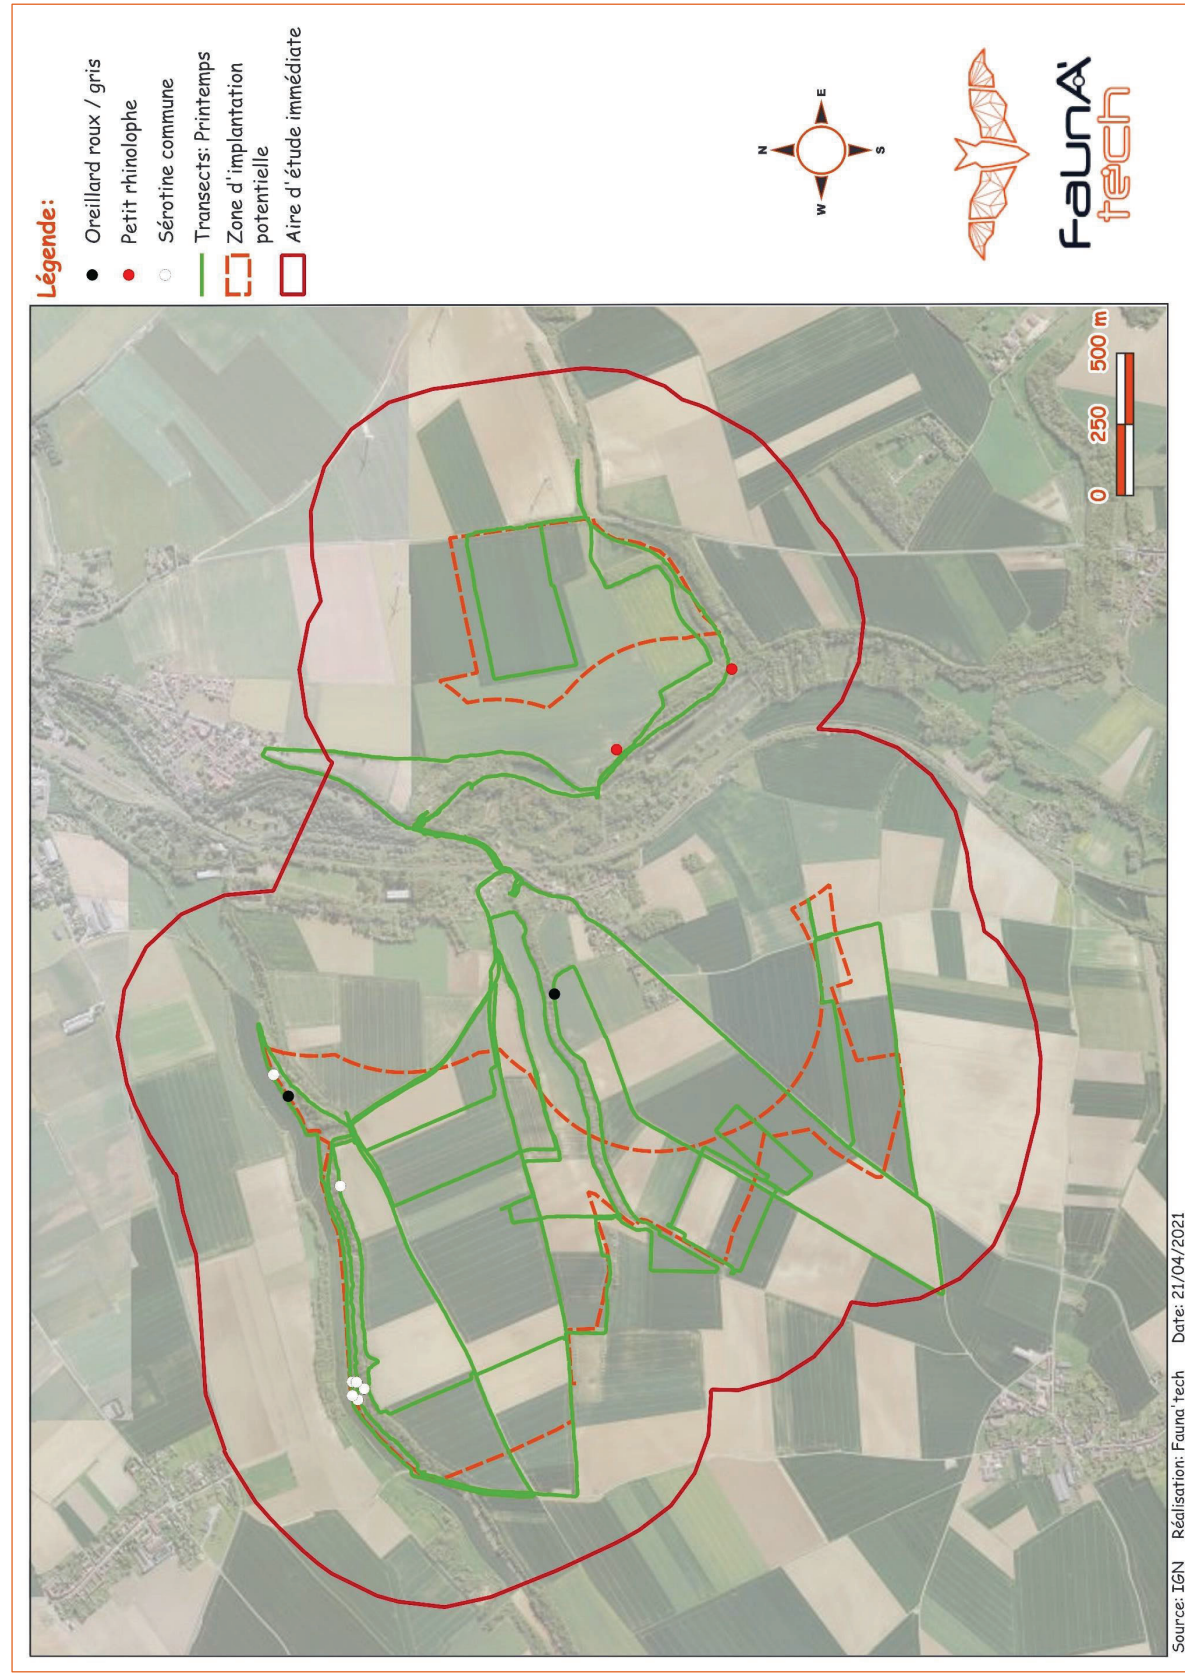 Légende:
Oreillard roux / gris
Petit rhinolophe
Sérotine commune
Transects: Printemps
Zone d'implantation
potentielle
Aire d'étude immédiate
N
W
E
S
faunA'
tech
0
250
500 m
Source: IGN Réalisation: Fauna'tech Date: 21/04/2021